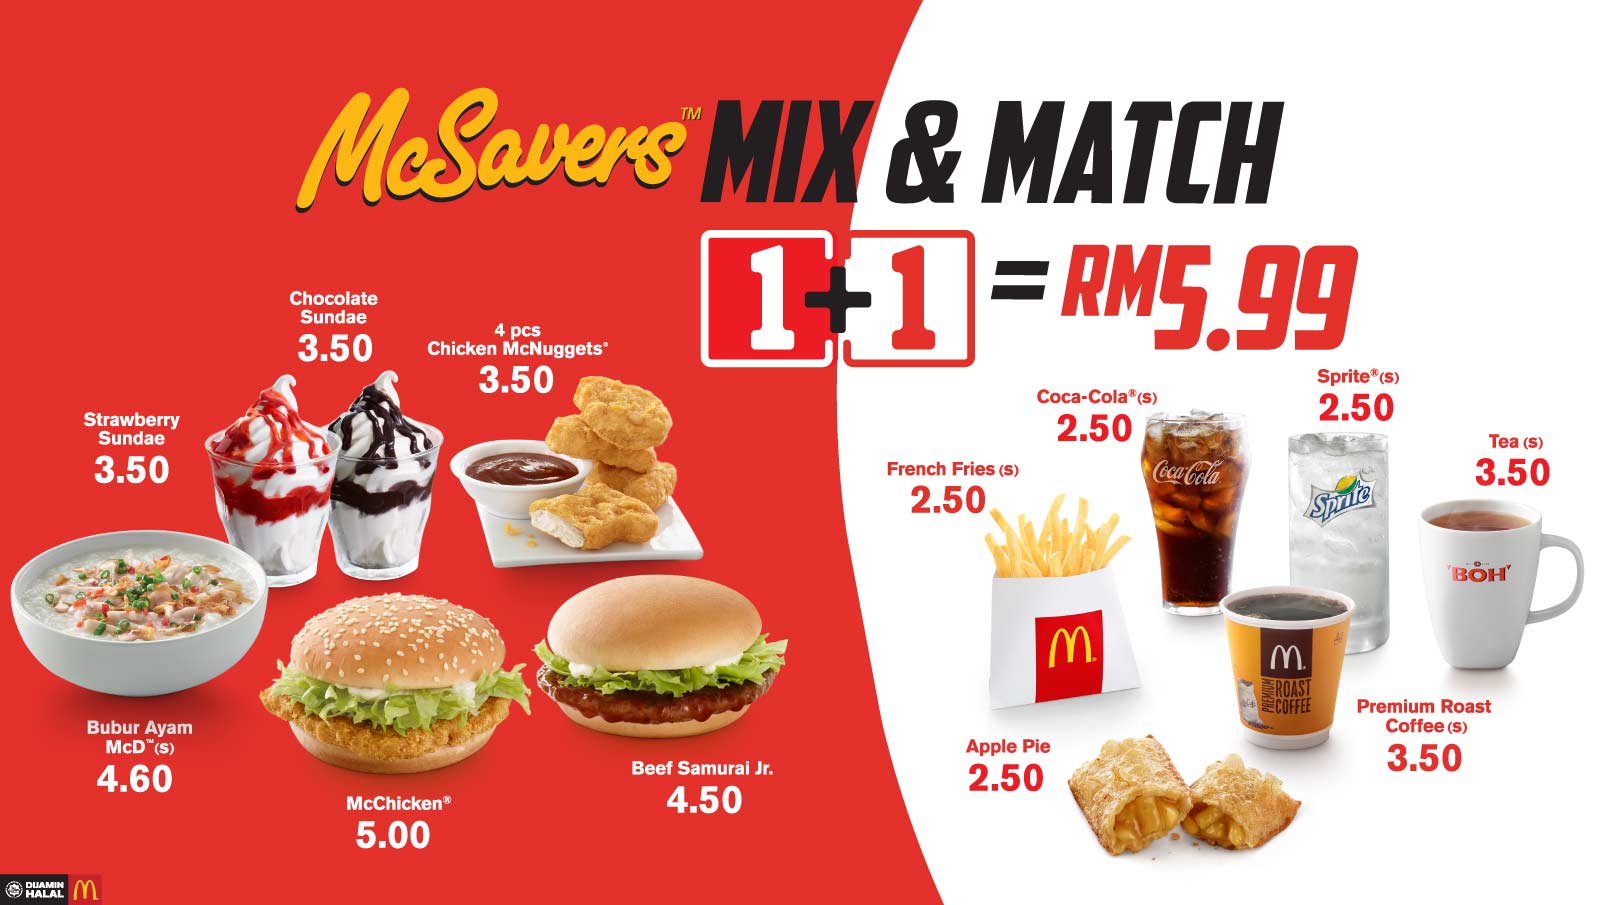 McSavers™ MIX & MATCH
1+1 = RM5.99
Chocolate
Sundae
3.50
4 pcs
Chicken McNuggets®
3.50
Strawberry
Sundae
3.50
Bubur Ayam
McD™(s)
4.60
McChicken®
5.00
Beef Samurai Jr.
4.50
Coca-Cola®(s)
2.50
Sprite®(s)
2.50
Tea (s)
3.50
French Fries (s)
2.50
Coca-Cola
Sprite
BOH
PREMIUM
ROAST
COFFEE
Premium Roast
Coffee (s)
3.50
Apple Pie
2.50
DIJAMIN
HALAL